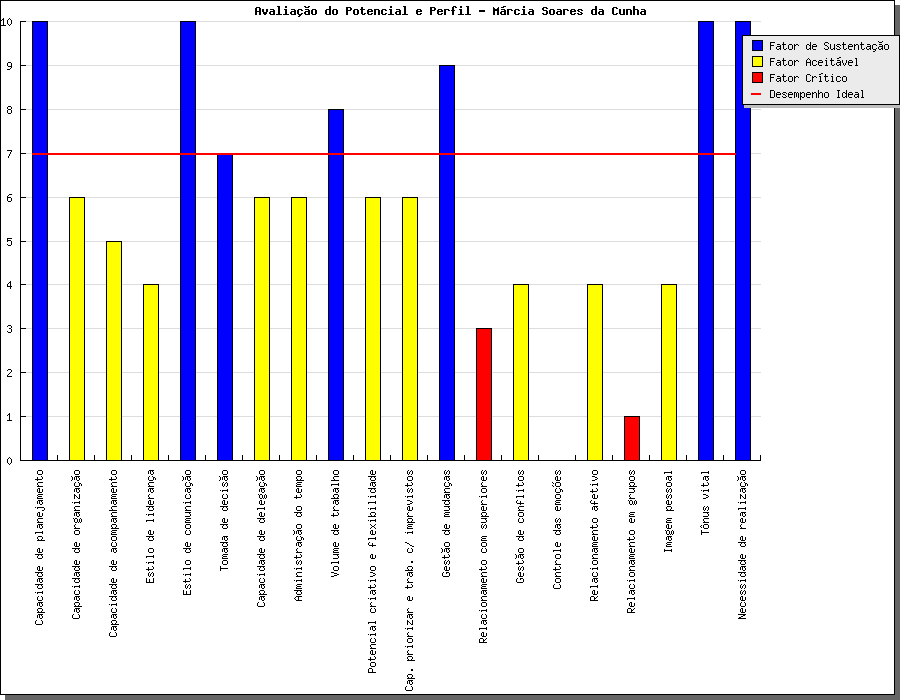 Avaliação do Potencial e Perfil - Márcia Soares da Cunha
10
9
8
7
6
5
4
3
2
1
0
Fator de Sustentação
Fator Aceitável
Fator Crítico
Desempenho Ideal
Capacidade de planejamento
Capacidade de organização
Capacidade de acompanhamento
Estilo de liderança
Estilo de comunicação
Tomada de decisão
Capacidade de delegação
Administração do tempo
Volume de trabalho
Potencial criativo e flexibilidade
Cap. priorizar e trab. c/ imprevistos
Gestão de mudanças
Relacionamento com superiores
Gestão de conflitos
Controle das emoções
Relacionamento afetivo
Relacionamento em grupos
Imagem pessoal
Tônus vital
Necessidade de realização